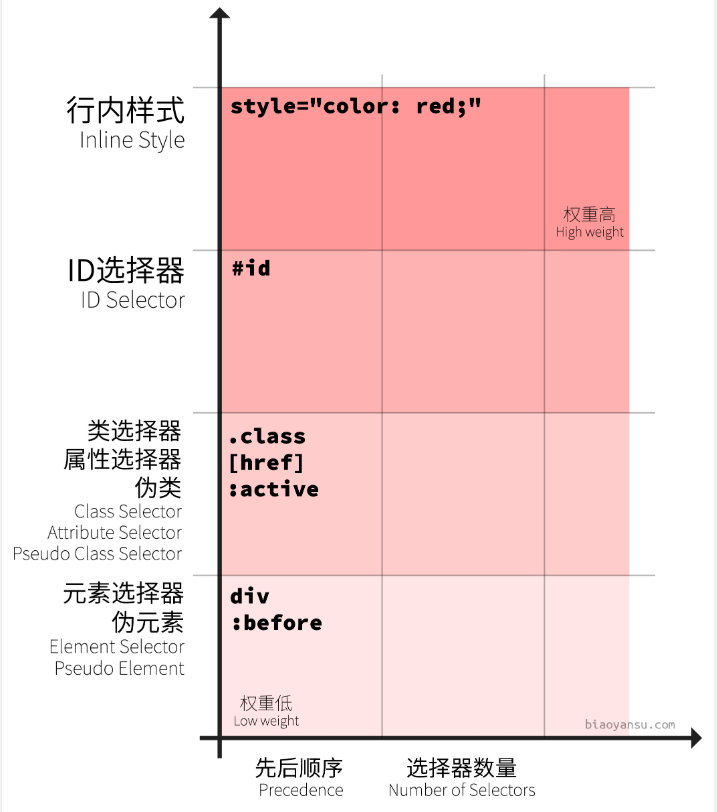 行内样式
Inline Style
style="color: red;"
权重高
High weight
ID选择器
ID Selector
#id
类选择器
属性选择器
伪类
Class Selector
Attribute Selector
Pseudo Class Selector
.class
[href]
:active
元素选择器
伪元素
Element Selector
Pseudo Element
div
:before
权重低
Low weight
biaoyansu.com
先后顺序
Precedence
选择器数量
Number of Selectors